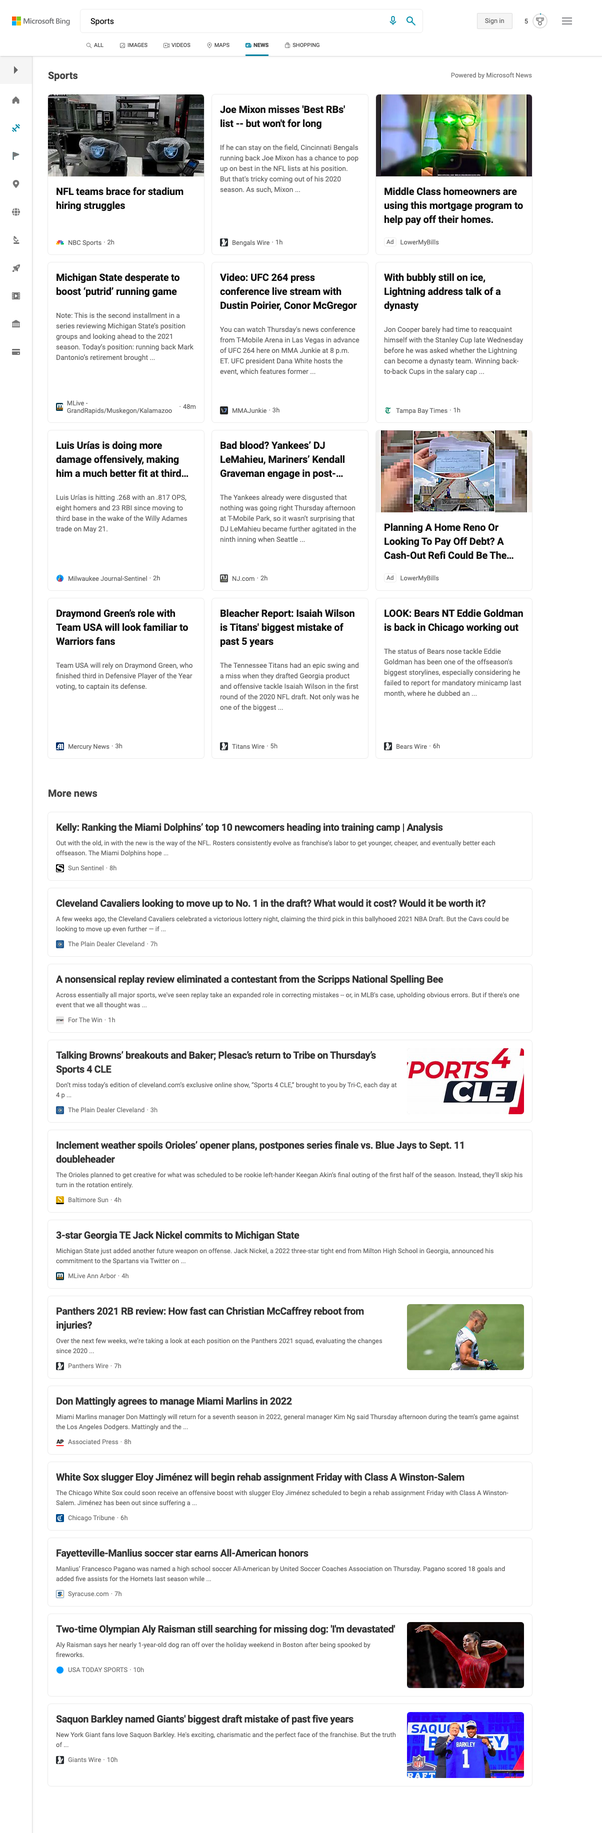 Microsoft Bing
Sports
Sign in
5
ALL
IMAGES
VIDEOS
MAPS
NEWS
SHOPPING
Sports
Powered by Microsoft News
NFL teams brace for stadium
hiring struggles
NBC Sports · 2h
Joe Mixon misses 'Best RBs'
list -- but won't for long
If he can stay on the field, Cincinnati Bengals
running back Joe Mixon has a chance to pop
up on best in the NFL lists at his position.
But that's tricky coming out of his 2020
season. As such, Mixon ...
Bengals Wire · 1h
Middle Class homeowners are
using this mortgage program to
help pay off their homes.
Ad LowerMyBills
Michigan State desperate to
boost ‘putrid’ running game
Note: This is the second installment in a
series reviewing Michigan State's position
groups and looking ahead to the 2021
season. Today's position: running back Mark
Dantonio's retirement brought ...
MLive -
GrandRapids/Muskegon/Kalamazoo · 48m
Video: UFC 264 press
conference live stream with
Dustin Poirier, Conor McGregor
You can watch Thursday's news conference
from T-Mobile Arena in Las Vegas in advance
of UFC 264 here on MMA Junkie at 8 p.m.
ET. UFC president Dana White hosts the
event, which features former ...
MMAJunkie · 3h
With bubbly still on ice,
Lightning address talk of a
dynasty
Jon Cooper barely had time to reacquaint
himself with the Stanley Cup late Wednesday
before he was asked whether the Lightning
can become a dynasty team. Winning back-
to-back Cups in the salary cap ...
Tampa Bay Times · 1h
Luis Urías is doing more
damage offensively, making
him a much better fit at third...
Luis Urías is hitting .268 with an .817 OPS,
eight homers and 23 RBI since moving to
third base in the wake of the Willy Adames
trade on May 21.
Milwaukee Journal-Sentinel · 2h
Bad blood? Yankees’ DJ
LeMahieu, Mariners’ Kendall
Graveman engage in post-...
The Yankees already were disgusted that
nothing was going right Thursday afternoon
at T-Mobile Park, so it wasn't surprising that
DJ LeMahieu became further agitated in the
ninth inning when Seattle ...
NJ.com · 2h
Planning A Home Reno Or
Looking To Pay Off Debt? A
Cash-Out Refi Could Be The...
Ad LowerMyBills
Draymond Green’s role with
Team USA will look familiar to
Warriors fans
Team USA will rely on Draymond Green, who
finished third in Defensive Player of the Year
voting, to captain its defense.
Mercury News · 3h
Bleacher Report: Isaiah Wilson
is Titans' biggest mistake of
past 5 years
The Tennessee Titans had an epic swing and
a miss when they drafted Georgia product
and offensive tackle Isaiah Wilson in the first
round of the 2020 NFL draft. Not only was he
one of the biggest ...
Titans Wire · 5h
LOOK: Bears NT Eddie Goldman
is back in Chicago working out
The status of Bears nose tackle Eddie
Goldman has been one of the offseason's
biggest storylines, especially considering he
failed to report for mandatory minicamp last
month, where he dubbed an ...
Bears Wire · 6h
More news
Kelly: Ranking the Miami Dolphins’ top 10 newcomers heading into training camp | Analysis
Out with the old, in with the new is the way of the NFL. Rosters consistently evolve as franchise's labor to get younger, cheaper, and eventually better each
offseason. The Miami Dolphins hope ...
Sun Sentinel · 8h
Cleveland Cavaliers looking to move up to No. 1 in the draft? What would it cost? Would it be worth it?
A few weeks ago, the Cleveland Cavaliers celebrated a victorious lottery night, claiming the third pick in this ballyhooed 2021 NBA Draft. But the Cavs could be
looking to move up even further — if ...
The Plain Dealer Cleveland · 7h
A nonsensical replay review eliminated a contestant from the Scripps National Spelling Bee
Across essentially all major sports, we've seen replay take an expanded role in correcting mistakes – or, in MLB's case, upholding obvious errors. But if there's one
event that we all thought was ...
For The Win · 1h
Talking Browns’ breakouts and Baker; Plesac’s return to Tribe on Thursday’s
Sports 4 CLE
Don't miss today's edition of cleveland.com's exclusive online show, “Sports 4 CLE,” brought to you by Tri-C, each day at
4 p ...
The Plain Dealer Cleveland · 3h
PORTS 4
CLE
Inclement weather spoils Orioles’ opener plans, postpones series finale vs. Blue Jays to Sept. 11
doubleheader
The Orioles planned to get creative for what was scheduled to be rookie left-hander Keegan Akin's final outing of the first half of the season. Instead, they'll skip his
turn in the rotation entirely.
Baltimore Sun · 4h
3-star Georgia TE Jack Nickel commits to Michigan State
Michigan State just added another future weapon on offense. Jack Nickel, a 2022 three-star tight end from Milton High School in Georgia, announced his
commitment to the Spartans via Twitter on ...
MLive Ann Arbor · 4h
Panthers 2021 RB review: How fast can Christian McCaffrey reboot from
injuries?
Over the next few weeks, we're taking a look at each position on the Panthers 2021 squad, evaluating the changes
since 2020 ...
Panthers Wire · 7h
Don Mattingly agrees to manage Miami Marlins in 2022
Miami Marlins manager Don Mattingly will return for a seventh season in 2022, general manager Kim Ng said Thursday afternoon during the team's game against
the Los Angeles Dodgers. Mattingly and the ...
AP Associated Press · 8h
White Sox slugger Eloy Jiménez will begin rehab assignment Friday with Class A Winston-Salem
The Chicago White Sox could soon receive an offensive boost with slugger Eloy Jiménez scheduled to begin a rehab assignment Friday with Class A Winston-
Salem. Jiménez has been out since suffering a ...
Chicago Tribune · 6h
Fayetteville-Manlius soccer star earns All-American honors
Manlius' Francesco Pagano was named a high school soccer All-American by United Soccer Coaches Association on Thursday. Pagano scored 18 goals and
added five assists for the Hornets last season while ...
Syracuse.com · 7h
Two-time Olympian Aly Raisman still searching for missing dog: 'I'm devastated'
Aly Raisman says her nearly 1-year-old dog ran off over the holiday weekend in Boston after being spooked by
fireworks.
USA TODAY SPORTS · 10h
Saquon Barkley named Giants' biggest draft mistake of past five years
New York Giant fans love Saquon Barkley. He's exciting, charismatic and the perfect face of the franchise. But the truth
of ...
Giants Wire · 10h
SAQUON
BARKLEY
1